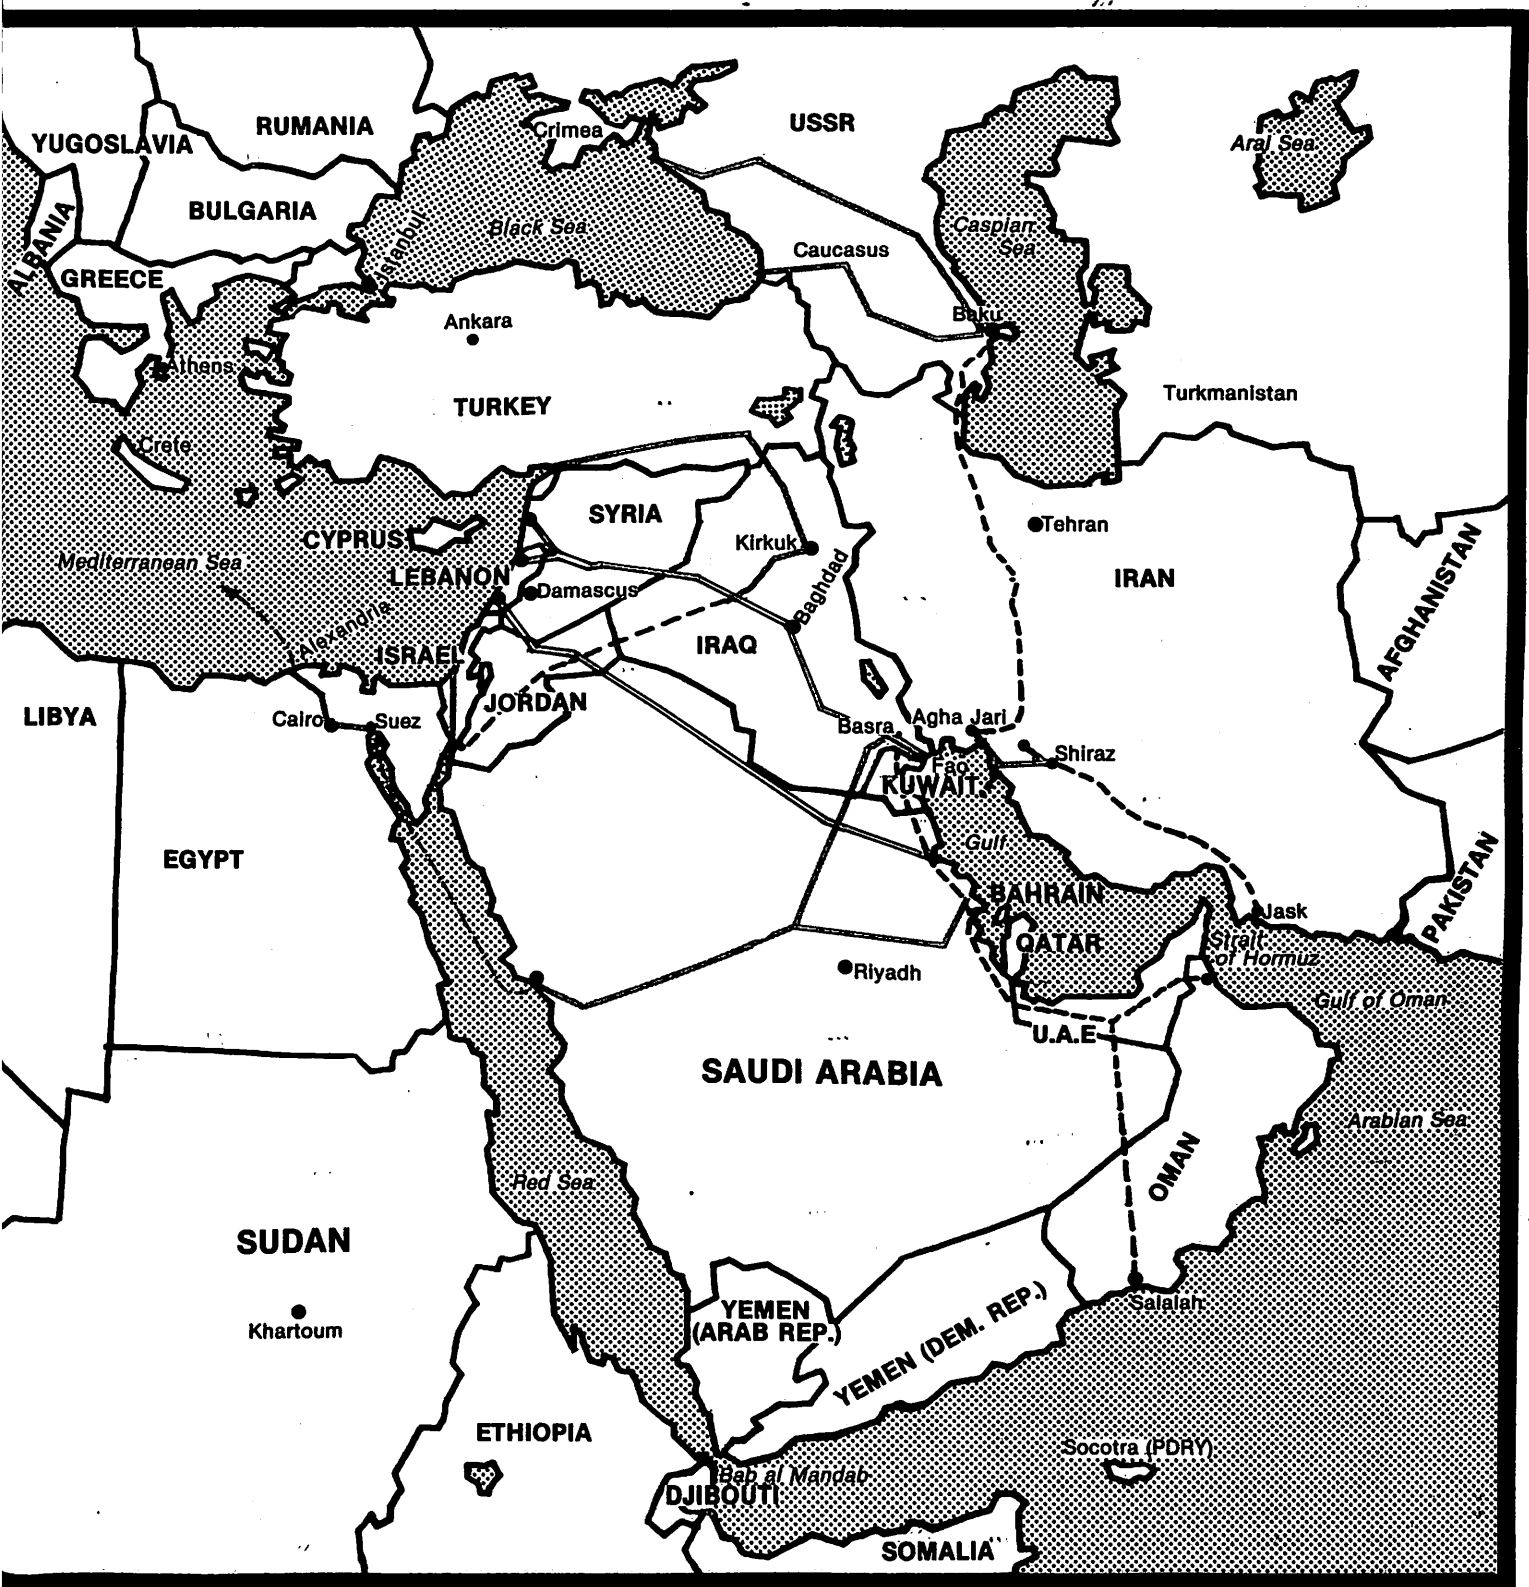 RUMANIA
USSR
Crimea
YUGOSLAVIA
Aral Sea
BULGARIA
ALBANIA
Istanbul
Black Sea
Caspian
Sea
Caucasus
GREECE
Ankara
Baku
Athens
TURKEY
Turkmanistan
Crete
SYRIA
Tehran
CYPRUS
Kirkuk
Mediterranean Sea
LEBANON
Damascus
Baghdad
IRAN
AFGHANISTAN
Alexandria
ISRAEL
IRAQ
JORDAN
LIBYA
Cairo
Suez
Basra
Agha Jari
Shiraz
Fao
KUWAIT
Gulf
EGYPT
BAHRAIN
PAKISTAN
Jask
QATAR
Strait
of Hormuz
Riyadh
Gulf of Oman
U.A.E
SAUDI ARABIA
Arabian Sea
OMAN
Red Sea
SUDAN
YEMEN
(ARAB REP.)
YEMEN (DEM. REP.)
Salalah
Khartoum
ETHIOPIA
Socotra (PDRY)
Bab al Mandab
DJIBOUTI
SOMALIA